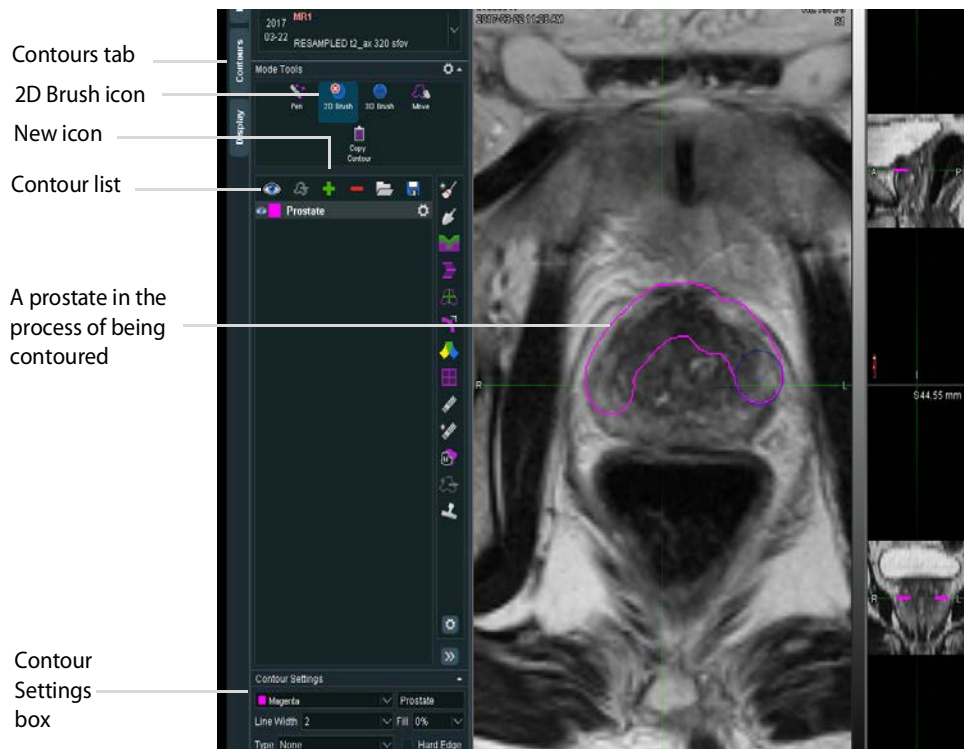 Contours tab
2D Brush icon
New icon
Contour list
A prostate in the
process of being
contoured
Contour
Settings
box
Contours
Display
2017
03-22
MR1
RESAMPLED t2_ax 320 sfov
Mode Tools
Pen
2D Brush
3D Brush
Move
Copy
Contour
Prostate
Contour Settings
Magenta
Prostate
Line Width 2
Fill 0%
Type None
Hard Edge
R
L
A
P
S44.55 mm
R
L